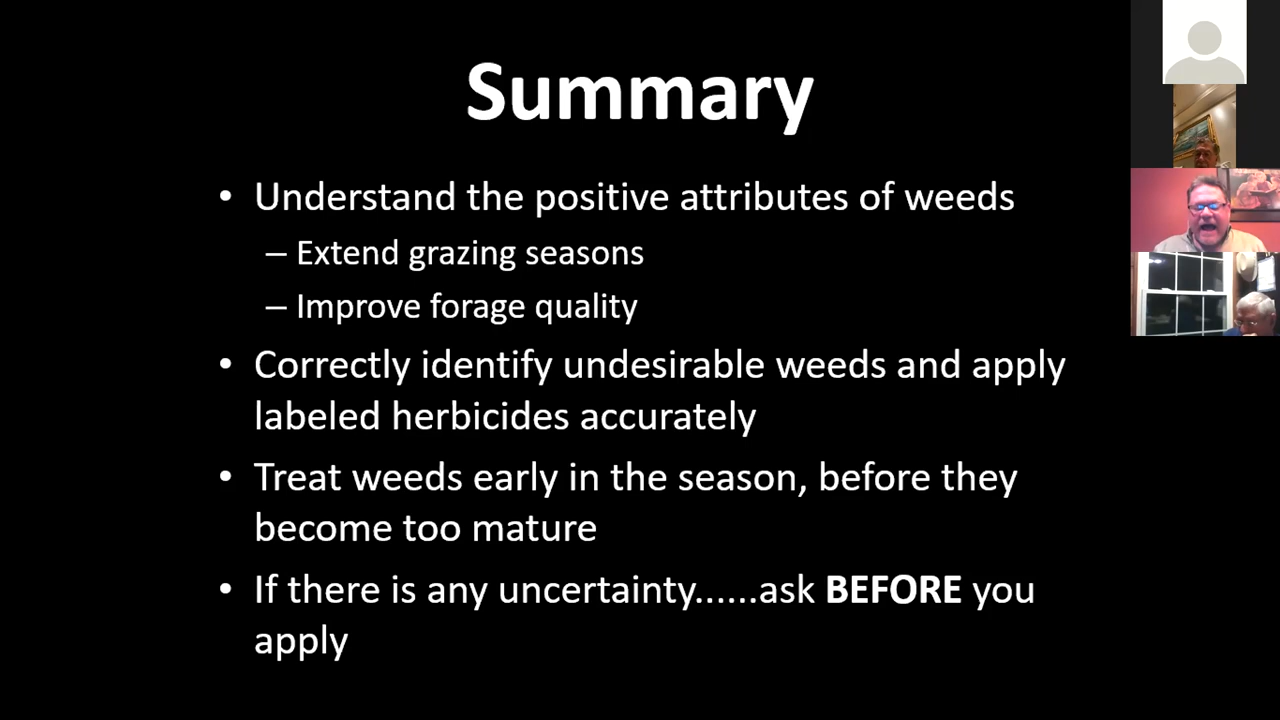 Summary
• Understand the positive attributes of weeds
– Extend grazing seasons
– Improve forage quality
• Correctly identify undesirable weeds and apply
labeled herbicides accurately
• Treat weeds early in the season, before they
become too mature
• If there is any uncertainty......ask BEFORE you
apply